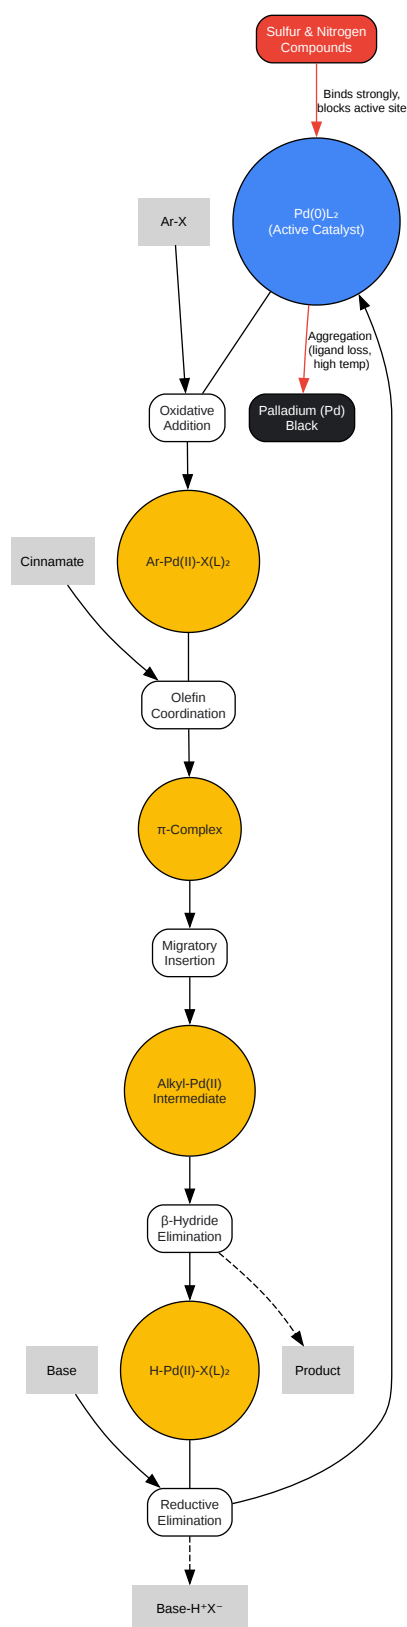 Sulfur & Nitrogen
Compounds
Binds strongly,
blocks active site
Pd(0)L₂
(Active Catalyst)
Ar-X
Aggregation
(ligand loss,
high temp)
Oxidative
Addition
Palladium (Pd)
Black
Ar-Pd(II)-X(L)₂
Cinnamate
Olefin
Coordination
π-Complex
Migratory
Insertion
Alkyl-Pd(II)
Intermediate
β-Hydride
Elimination
Base
H-Pd(II)-X(L)₂
Product
Reductive
Elimination
Base-H⁺X⁻